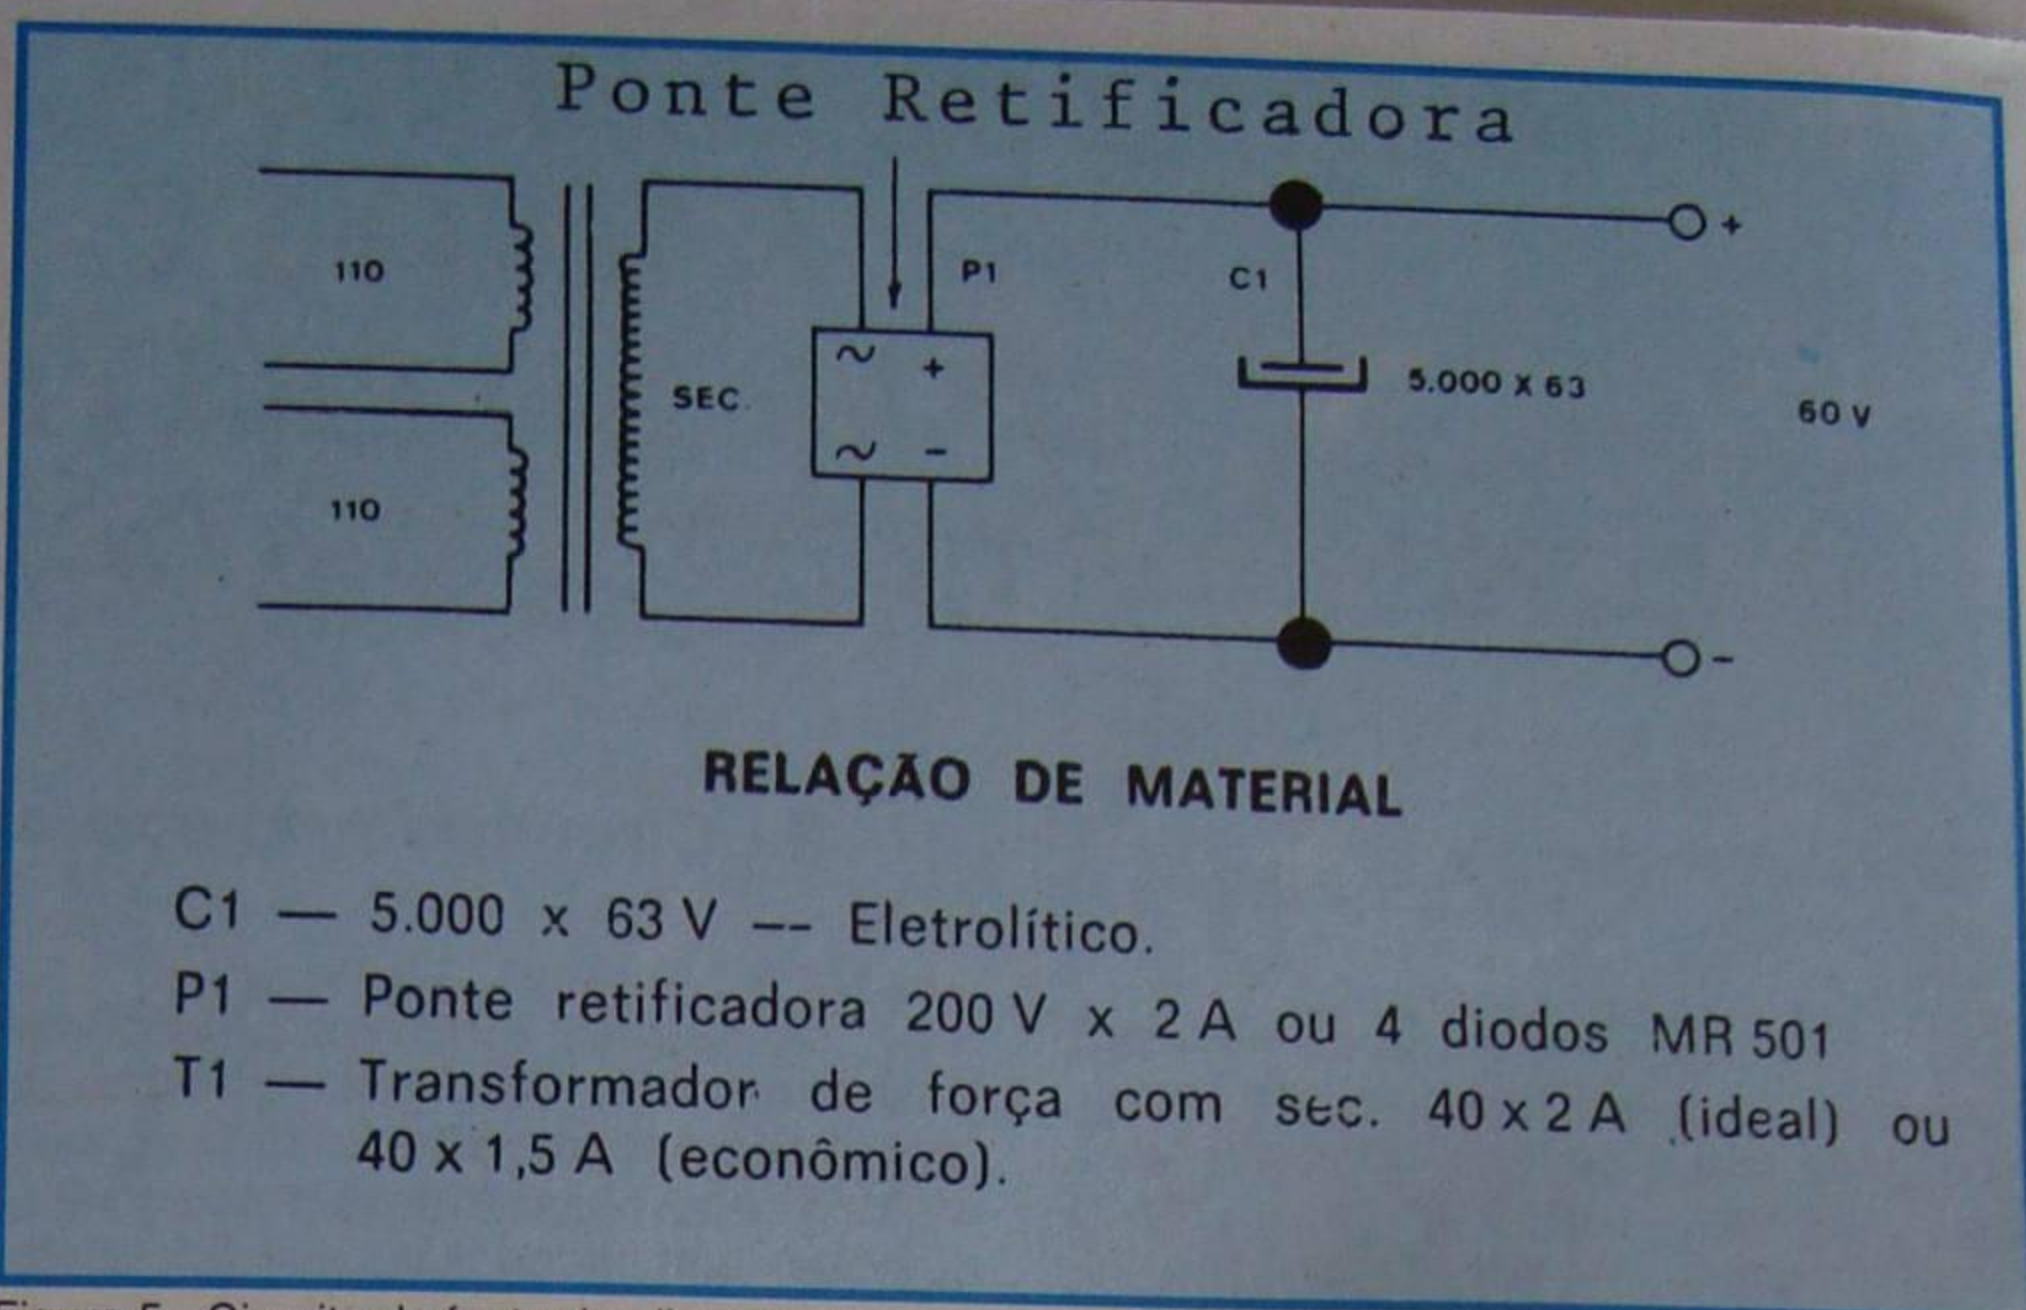 Ponte Retificadora
110
P1
C1
+
~ +
SEC.
5.000 X 63
60 V
~ -
110
-
RELAÇÃO DE MATERIAL
C1 — 5.000 x 63 V -- Eletrolítico.
P1 — Ponte retificadora 200 V x 2 A ou 4 diodos MR 501
T1 — Transformador de força com sec. 40 x 2 A (ideal) ou
40 x 1,5 A (econômico).